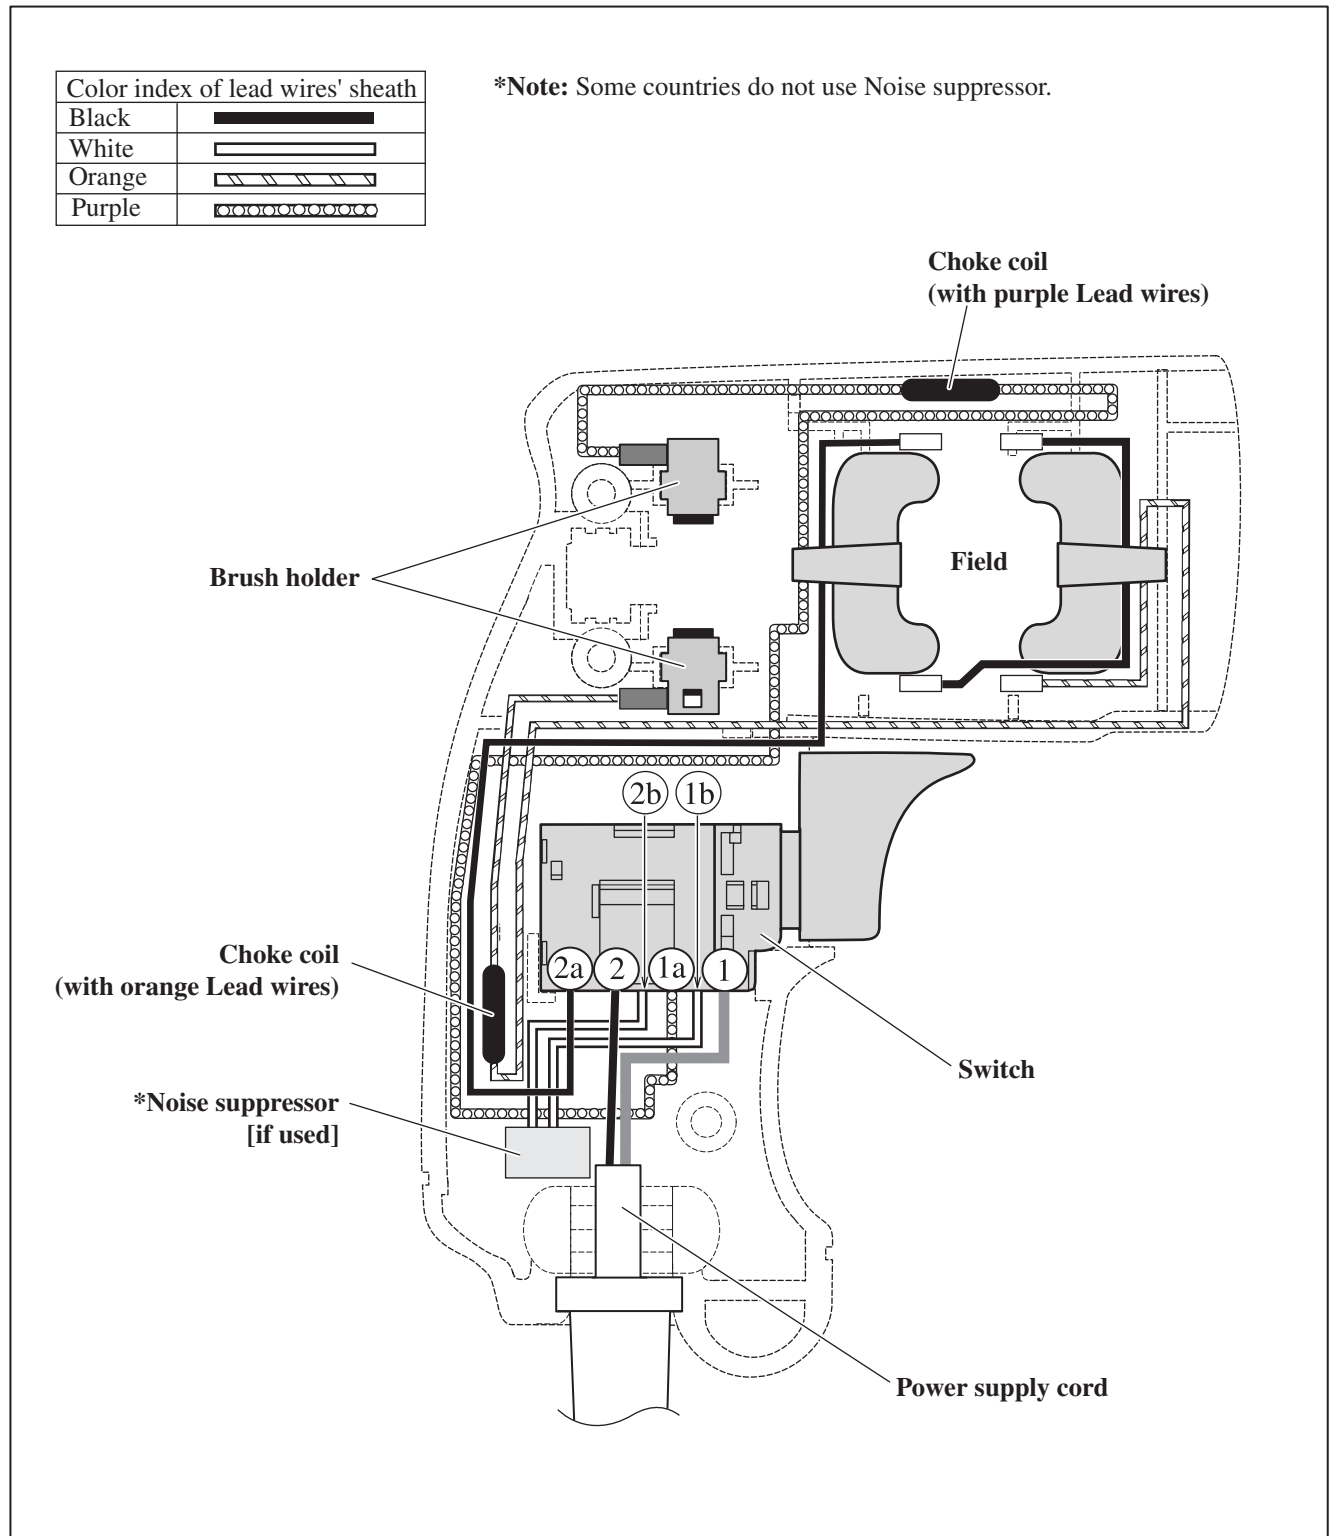 Color index of lead wires' sheath
Black
White
Orange
Purple
*Note: Some countries do not use Noise suppressor.
Choke coil
(with purple Lead wires)
Brush holder
Field
2b 1b
2a 2 1a 1
Choke coil
(with orange Lead wires)
Switch
*Noise suppressor
[if used]
Power supply cord